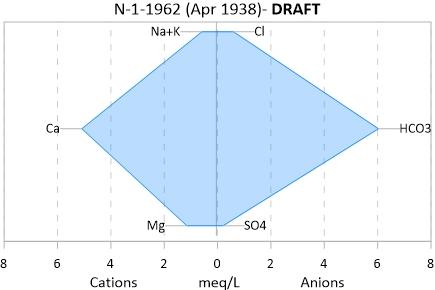 N-1-1962 (Apr 1938)- DRAFT
Na+K Cl
Ca HCO3
Mg SO4
8 6 4 2 0 2 4 6 8
Cations meq/L Anions